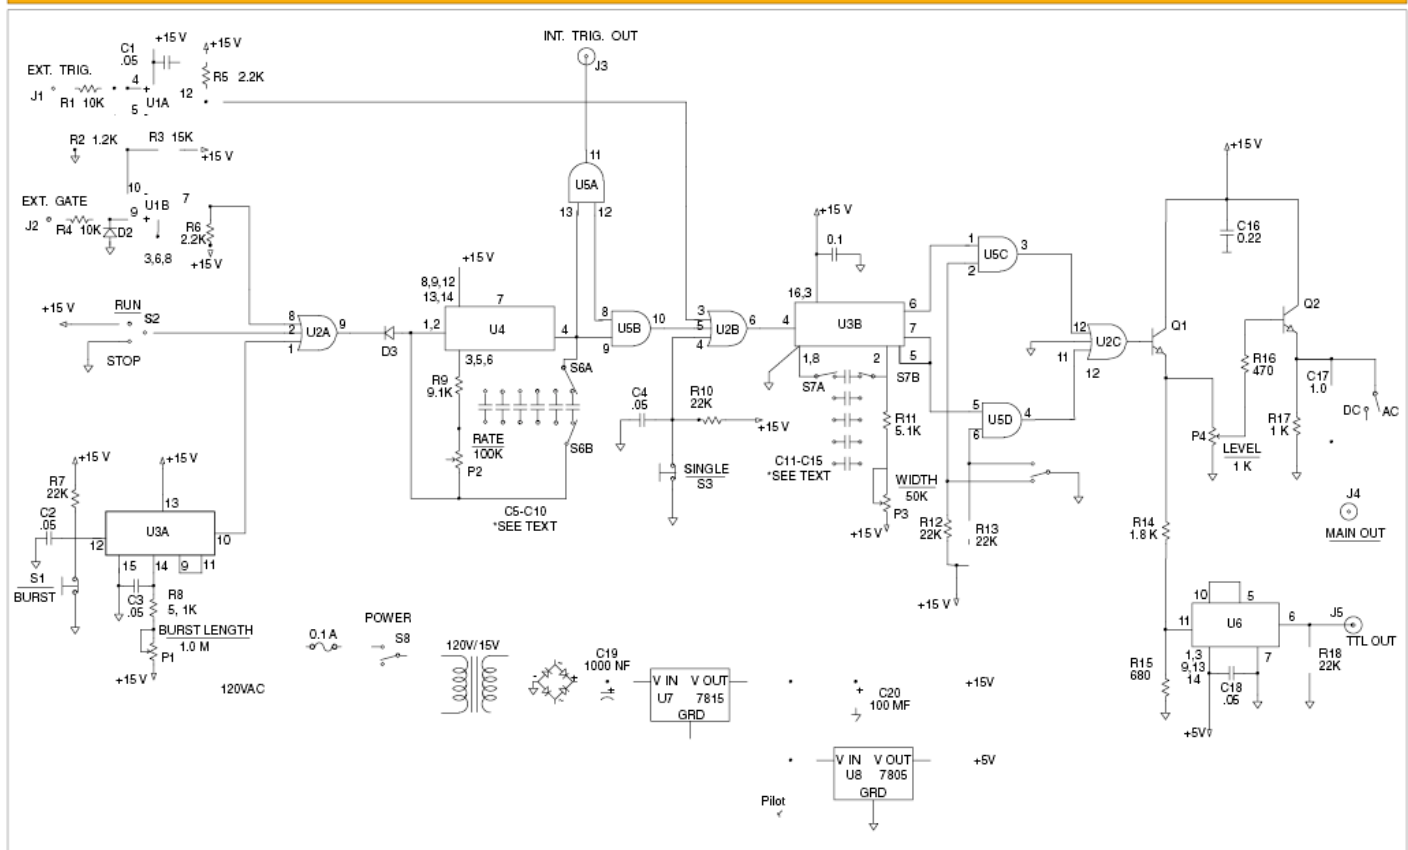 INT. TRIG. OUT
J3
+15 V
+15 V
C1
.05
EXT. TRIG.
J1
R1 10K
4
5
+
-
U1A
12
R5 2.2K
R2 1.2K
R3 15K
+15 V
10
-
9
+
U1B
7
EXT. GATE
J2
R4 10K
D2
3,6,8
R6
2.2K
+15 V
+15 V
RUN
S2
STOP
8
2
1
U2A
9
D3
+15 V
8,9,12
13,14
7
1,2
U4
4
3,5,6
R9
9.1K
RATE
100K
P2
S6A
S6B
C5-C10
*SEE TEXT
11
U5A
13
12
8
9
U5B
10
3
5
4
U2B
6
C4
.05
R10
22K
+15 V
SINGLE
S3
+15 V
0.1
16,3
4
U3B
6
7
5
1,8
2
S7A
S7B
R11
5.1K
C11-C15
*SEE TEXT
WIDTH
50K
P3
+15 V
1
2
U5C
3
5
6
U5D
4
R12
22K
R13
22K
+15 V
12
11
U2C
12
Q1
+15 V
C16
0.22
Q2
R16
470
C17
1.0
R17
1 K
DC
AC
P4
LEVEL
1 K
J4
MAIN OUT
R14
1.8 K
R15
680
10
5
11
U6
6
1,3
9,13
14
7
C18
.05
+5V
R18
22K
J5
TTL OUT
R7
22K
+15 V
+15 V
C2
.05
13
12
U3A
10
15
14
9
11
S1
BURST
C3
.05
R8
5, 1K
BURST LENGTH
1.0 M
P1
+15 V
120VAC
0.1 A
POWER
S8
120V/15V
-
+
C19
1000 NF
+
V IN V OUT
U7 7815
GRD
+
C20
100 MF
+15V
V IN V OUT
U8 7805
GRD
+5V
Pilot